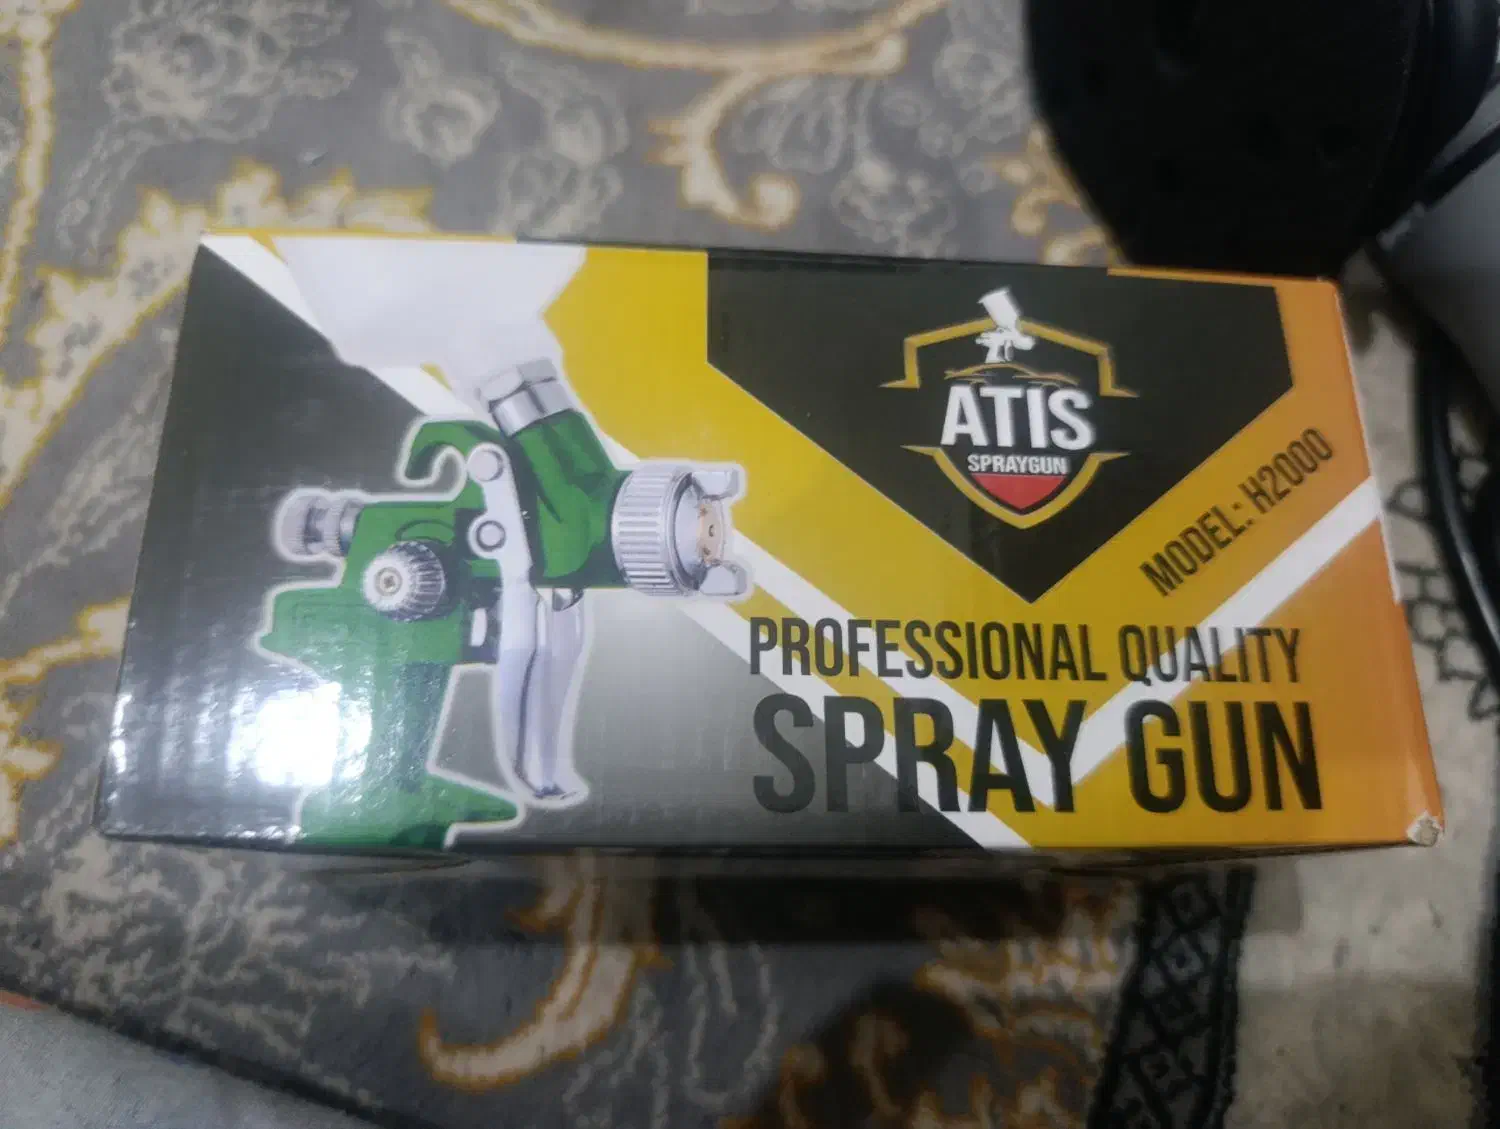 ATIS
SPRAYGUN
MODEL: H2000
PROFESSIONAL QUALITY
SPRAY GUN